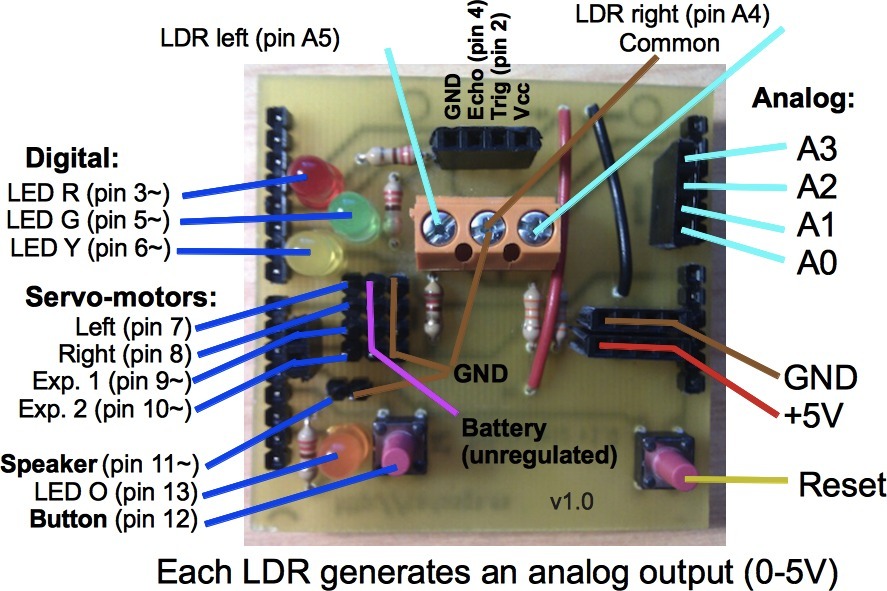 LDR left (pin A5)
GND
Echo (pin 4)
Trig (pin 2)
Vcc
LDR right (pin A4)
Common
Analog:
A3
A2
A1
A0
Digital:
LED R (pin 3~)
LED G (pin 5~)
LED Y (pin 6~)
Servo-motors:
Left (pin 7)
Right (pin 8)
Exp. 1 (pin 9~)
Exp. 2 (pin 10~)
GND
GND
+5V
Battery
(unregulated)
Speaker (pin 11~)
LED O (pin 13)
Button (pin 12)
Reset
v1.0
Each LDR generates an analog output (0-5V)